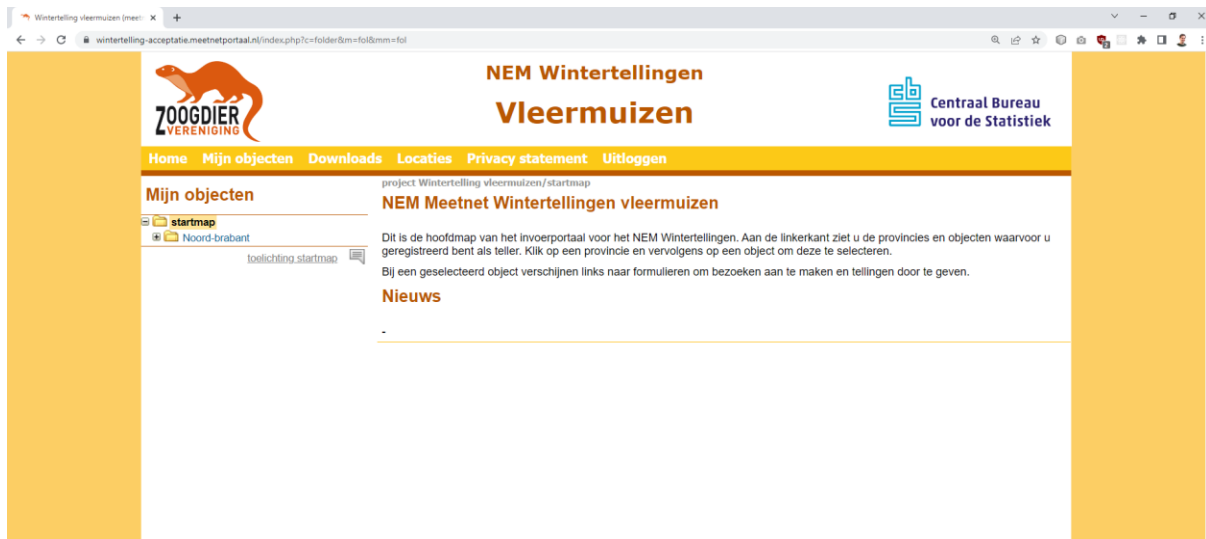 Wintertelling vleermuizen (meet
wintertelling-acceptatie.meetnetportaal.nl/index.php?c=folder&m=fol&mm=fol
ZOOGDIER
VERENIGING
NEM Wintertellingen
Vleermuizen
Centraal Bureau
voor de Statistiek
Home Mijn objecten Downloads Locaties Privacy statement Uitloggen
Mijn objecten
startmap
Noord-brabant
toelichting startmap
project Wintertelling vleermuizen/startmap
NEM Meetnet Wintertellingen vleermuizen
Dit is de hoofdmap van het invoerportaal voor het NEM Wintertellingen. Aan de linkerkant ziet u de provincies en objecten waarvoor u
geregistreerd bent als teller. Klik op een provincie en vervolgens op een object om deze te selecteren.
Bij een geselecteerd object verschijnen links naar formulieren om bezoeken aan te maken en tellingen door te geven.
Nieuws
-